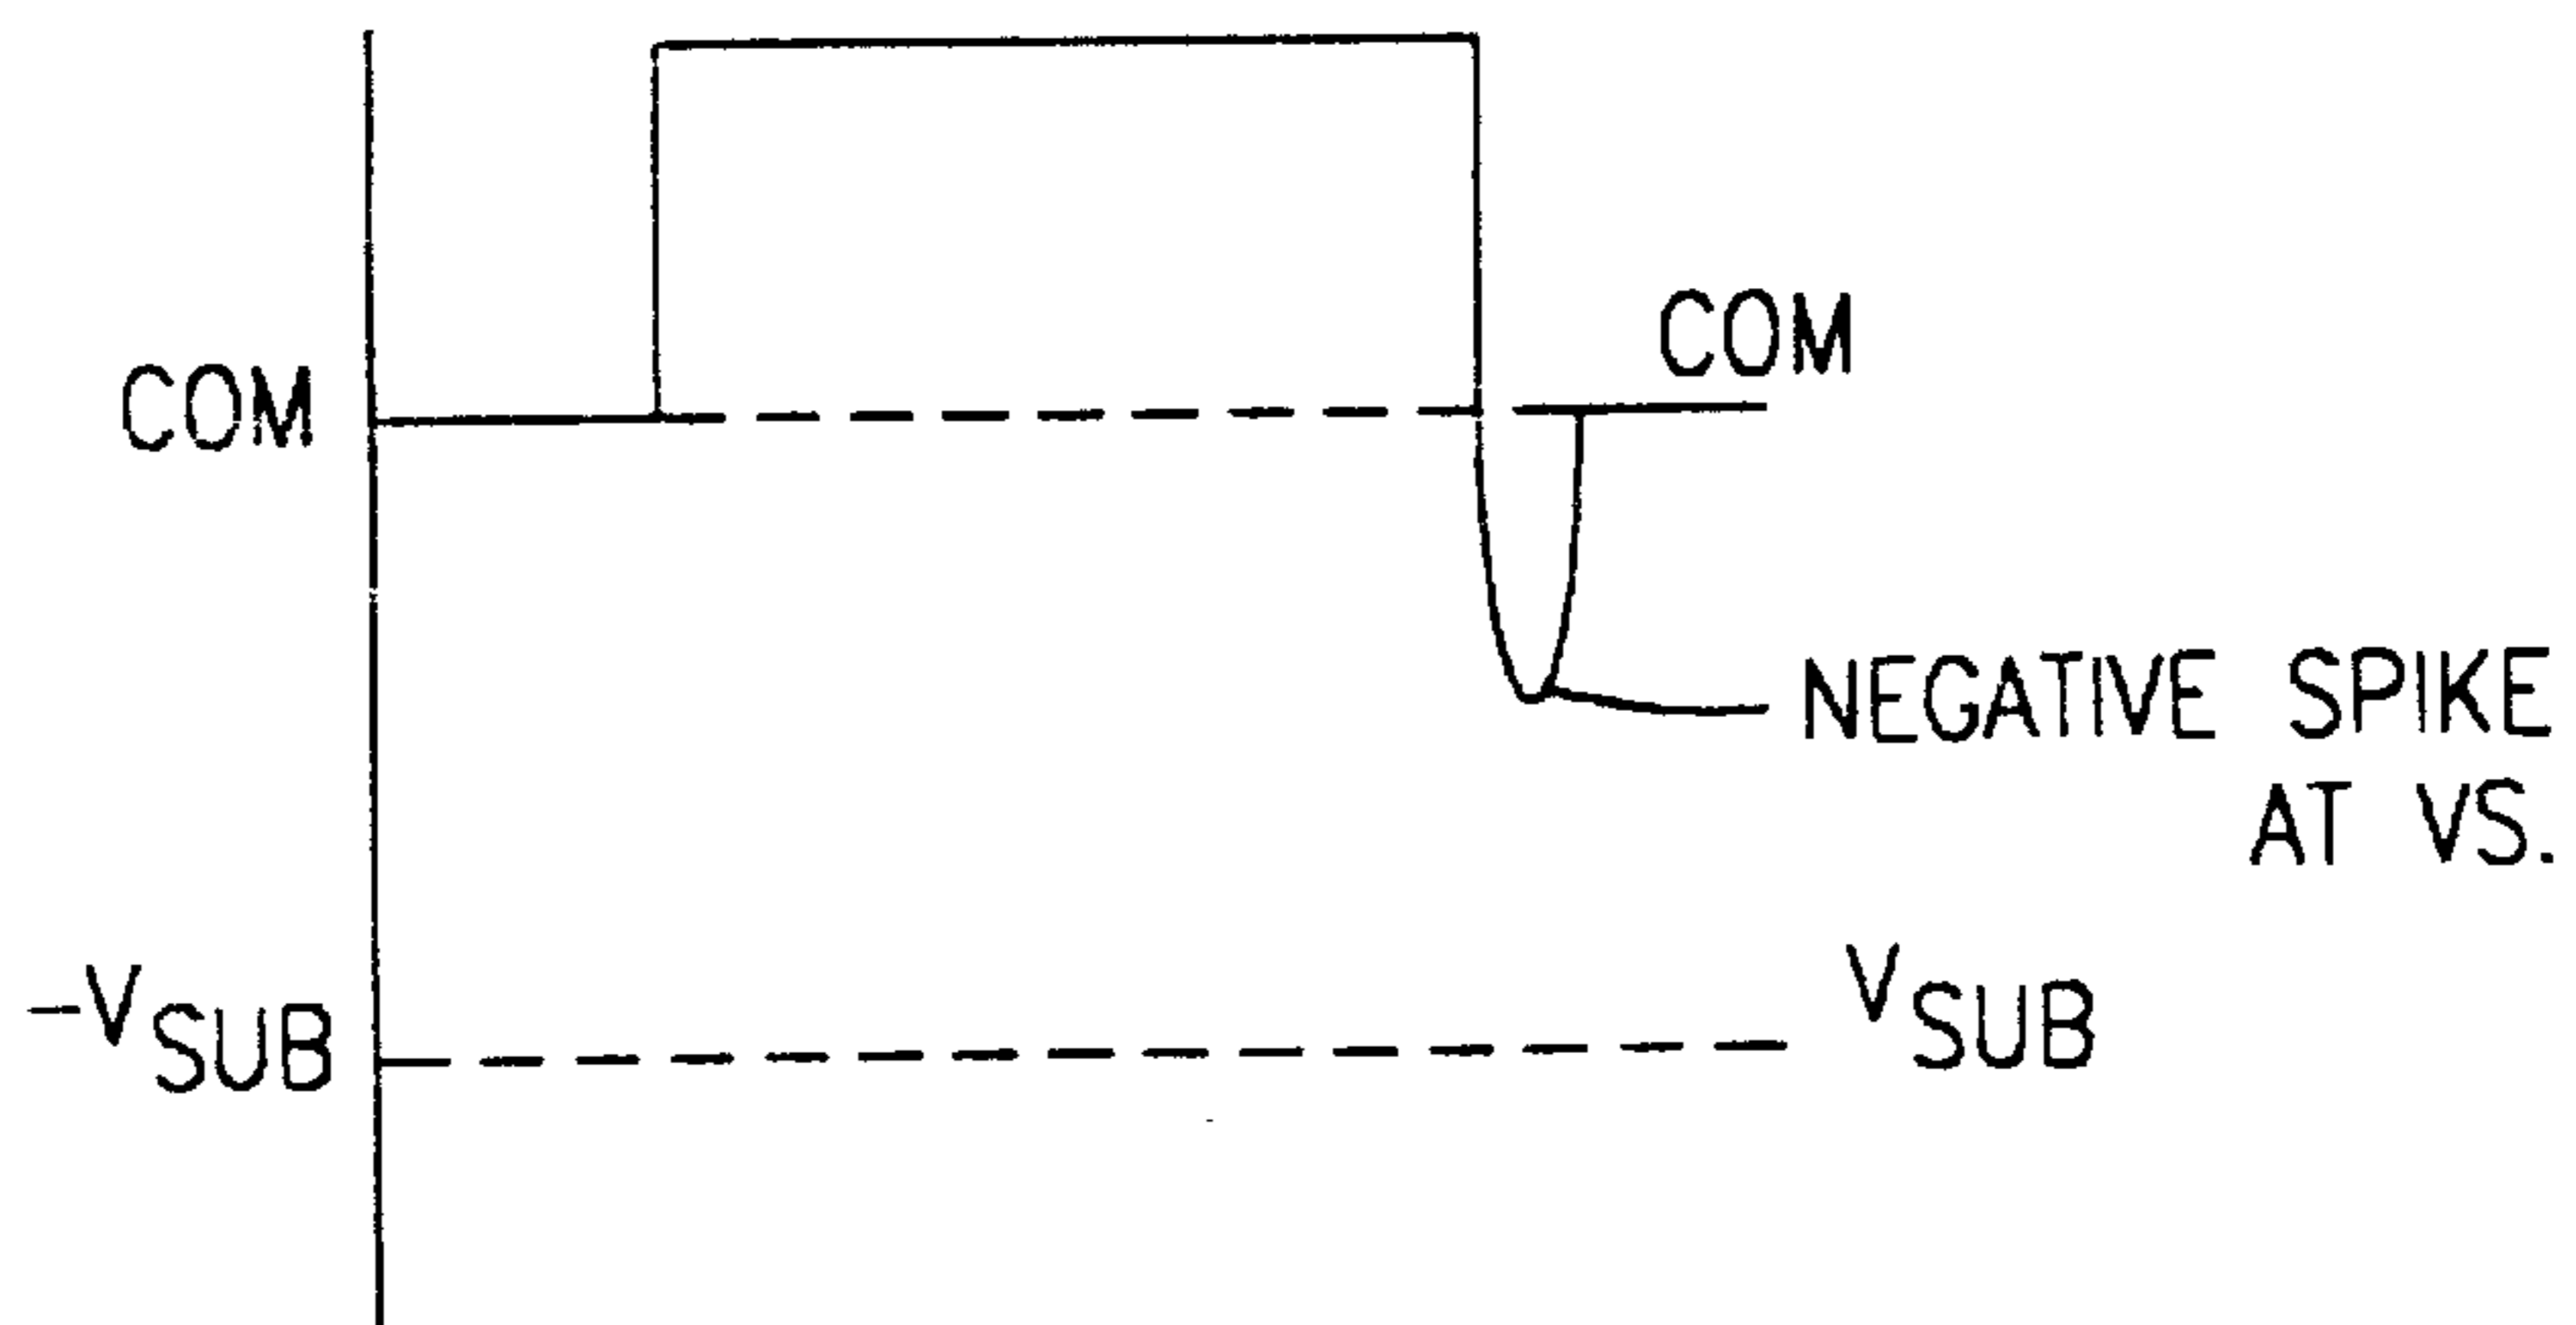 COM
COM
NEGATIVE SPIKE
AT VS.
-VSUB
VSUB